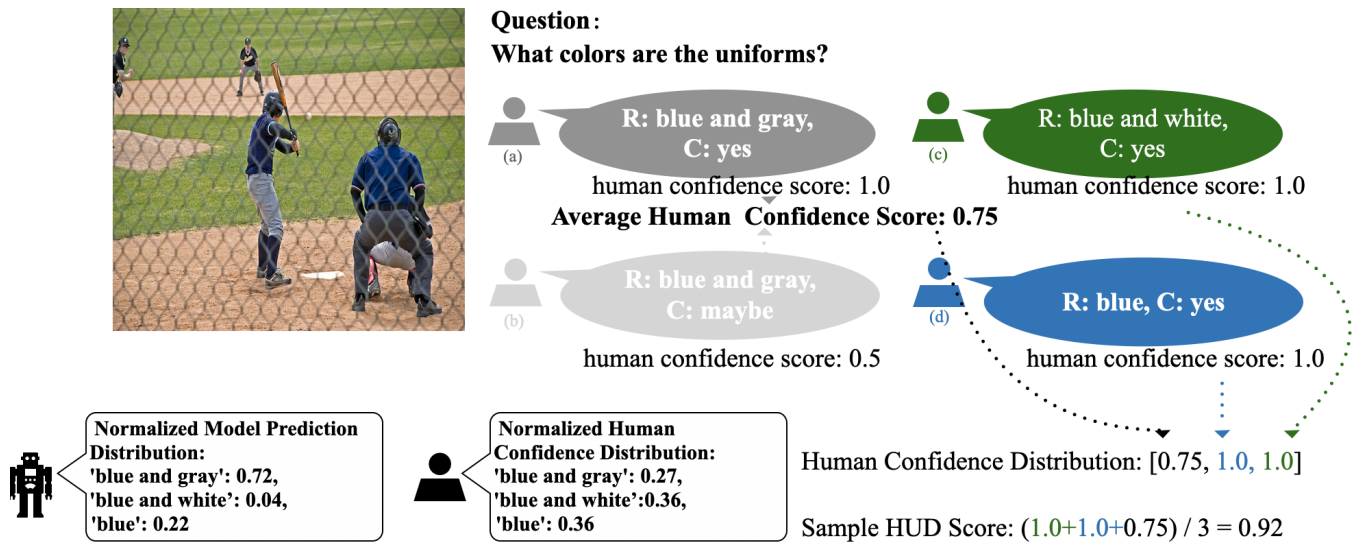 Question:
What colors are the uniforms?
R: blue and gray,
C: yes
(a)
human confidence score: 1.0
R: blue and white,
C: yes
(c)
human confidence score: 1.0
Average Human Confidence Score: 0.75
R: blue and gray,
C: maybe
(b)
human confidence score: 0.5
R: blue, C: yes
(d)
human confidence score: 1.0
Normalized Model Prediction
Distribution:
'blue and gray': 0.72,
'blue and white’: 0.04,
'blue': 0.22
Normalized Human
Confidence Distribution:
'blue and gray': 0.27,
'blue and white’:0.36,
'blue': 0.36
Human Confidence Distribution: [0.75, 1.0, 1.0]
Sample HUD Score: (1.0+1.0+0.75) / 3 = 0.92